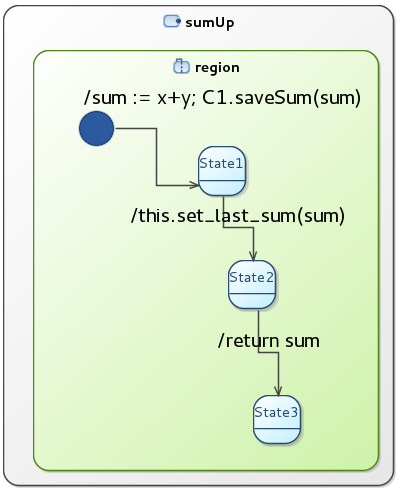 sumUp
region
/sum := x+y; C1.saveSum(sum)
State1
/this.set_last_sum(sum)
State2
/return sum
State3